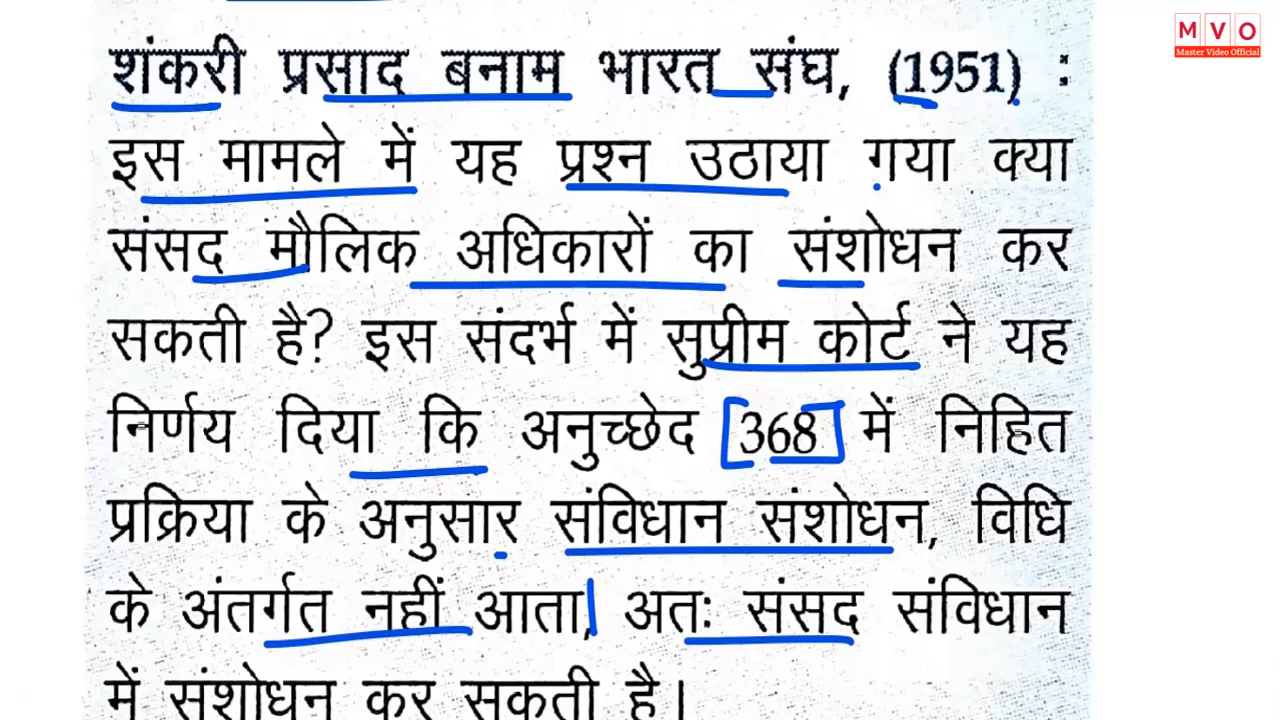 MVO
Master Video Official
शंकरी प्रसाद बनाम भारत संघ, (1951) :
इस मामले में यह प्रश्न उठाया गया क्या
संसद मौलिक अधिकारों का संशोधन कर
सकती है? इस संदर्भ में सुप्रीम कोर्ट ने यह
निर्णय दिया कि अनुच्छेद 368 में निहित
प्रक्रिया के अनुसार संविधान संशोधन, विधि
के अंतर्गत नहीं आता, अतः संसद संविधान
में संशोधन कर सकती है।